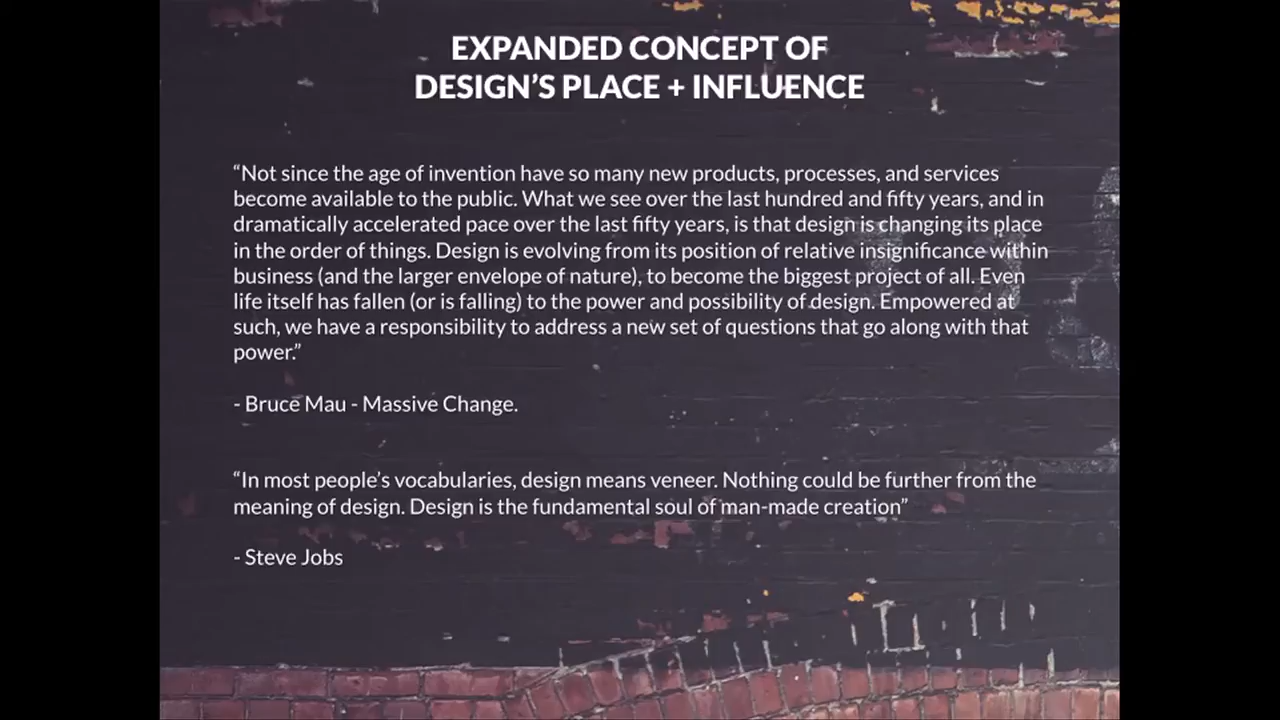 EXPANDED CONCEPT OF
DESIGN’S PLACE + INFLUENCE
“Not since the age of invention have so many new products, processes, and services
become available to the public. What we see over the last hundred and fifty years, and in
dramatically accelerated pace over the last fifty years, is that design is changing its place
in the order of things. Design is evolving from its position of relative insignificance within
business (and the larger envelope of nature), to become the biggest project of all. Even
life itself has fallen (or is falling) to the power and possibility of design. Empowered at
such, we have a responsibility to address a new set of questions that go along with that
power.”
- Bruce Mau - Massive Change.
“In most people’s vocabularies, design means veneer. Nothing could be further from the
meaning of design. Design is the fundamental soul of man-made creation”
- Steve Jobs